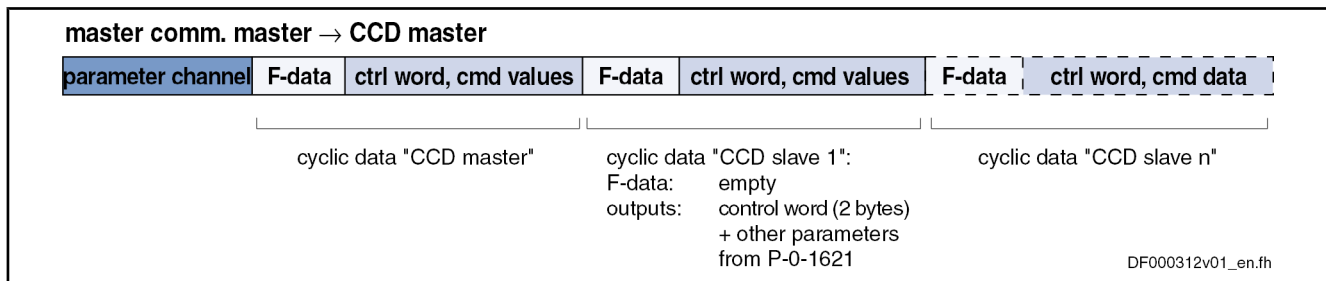 master comm. master → CCD master
parameter channel F-data ctrl word, cmd values F-data ctrl word, cmd values F-data ctrl word, cmd data
cyclic data "CCD master"
cyclic data "CCD slave 1":
F-data: empty
outputs: control word (2 bytes)
+ other parameters
from P-0-1621
cyclic data "CCD slave n"
DF000312v01_en.fh